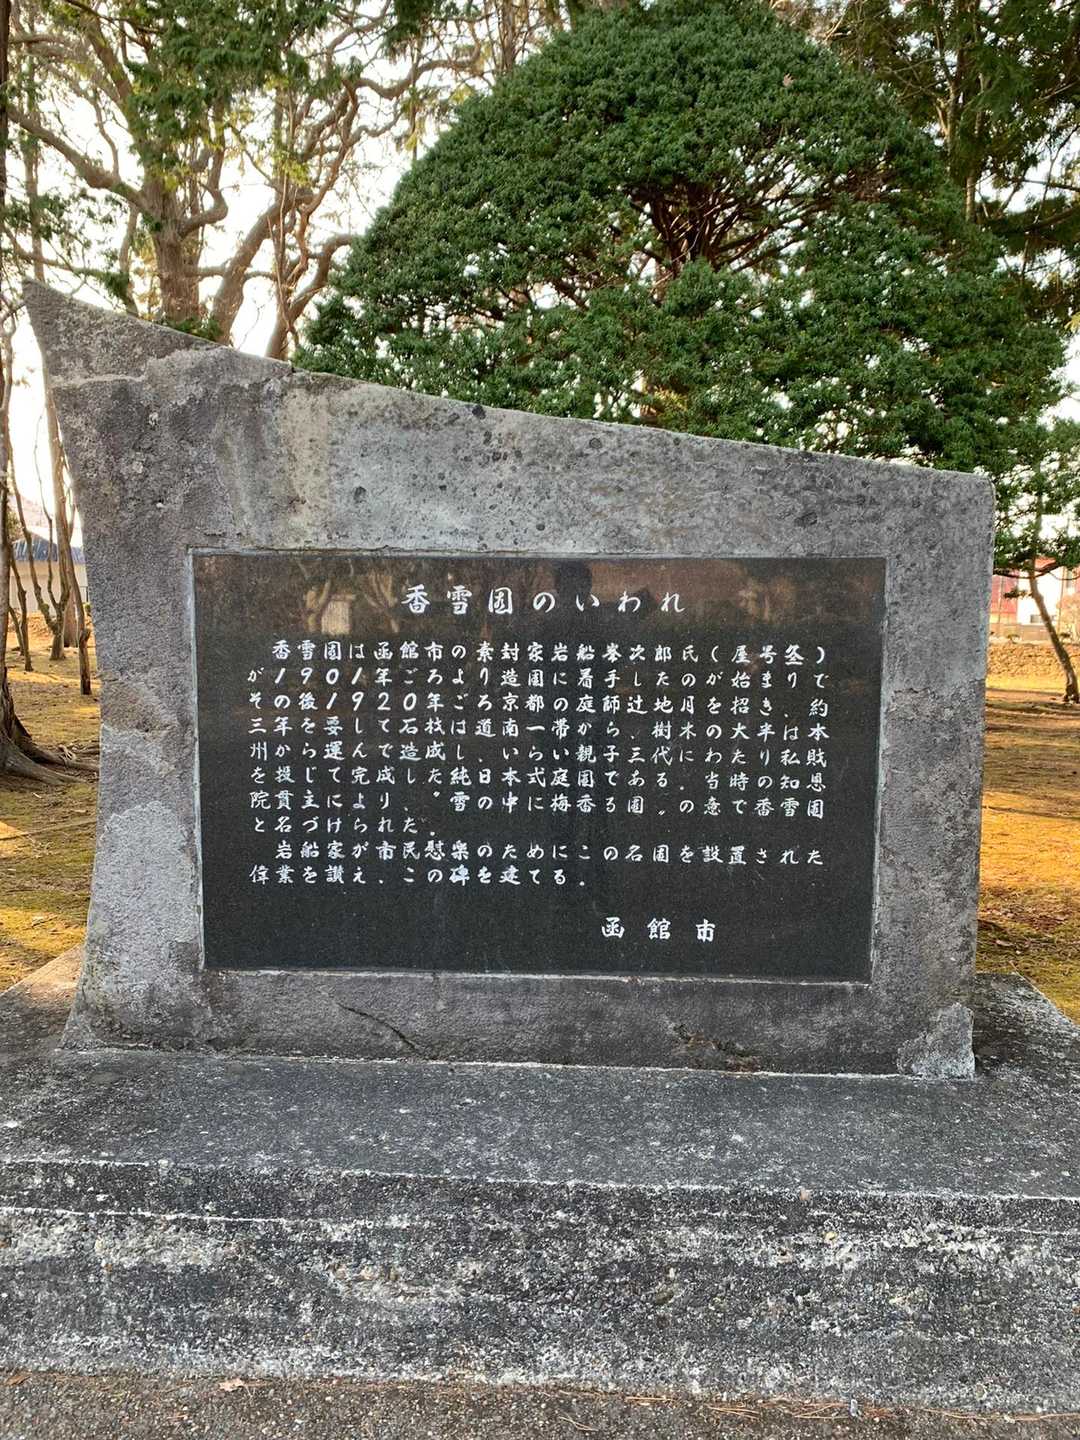 香雪園のいわれ
香雪園は函館市の素封家岩船峯次郎氏(屋号 )
が1901年ごろより造園に着手したのが始まりで
その後1920年ごろ、京都の庭師辻地月を招き、約
三年を要して石材は道南一帯から、樹木の大半は本
州から運んで造成し、いらい親子三代にわたり私財
を投じて完成した純日本式庭園である。当時の知恩
院貫主により〝雪の中に梅香る園〟の意で香雪園
と名づけられた。
岩船家が市民慰楽のためにこの名園を設置された
偉業を讃え、この碑を建てる。
函館市